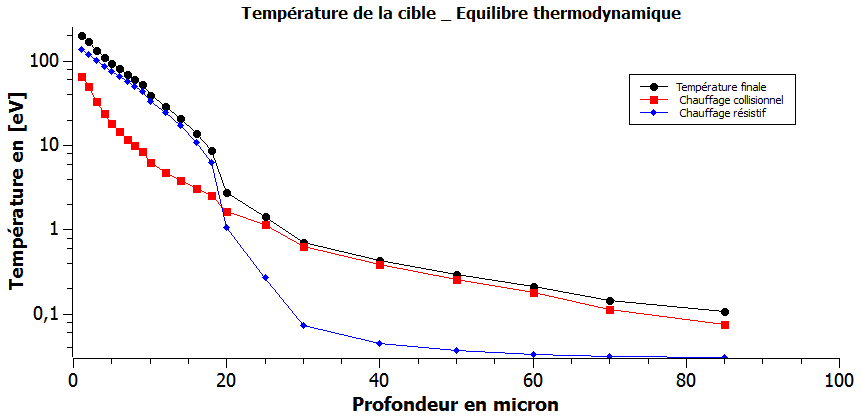 Température de la cible _ Equilibre thermodynamique
Température en [eV]
100
10
1
0,1
Température finale
Chauffage collisionnel
Chauffage résistif
0 20 40 60 80 100
Profondeur en micron